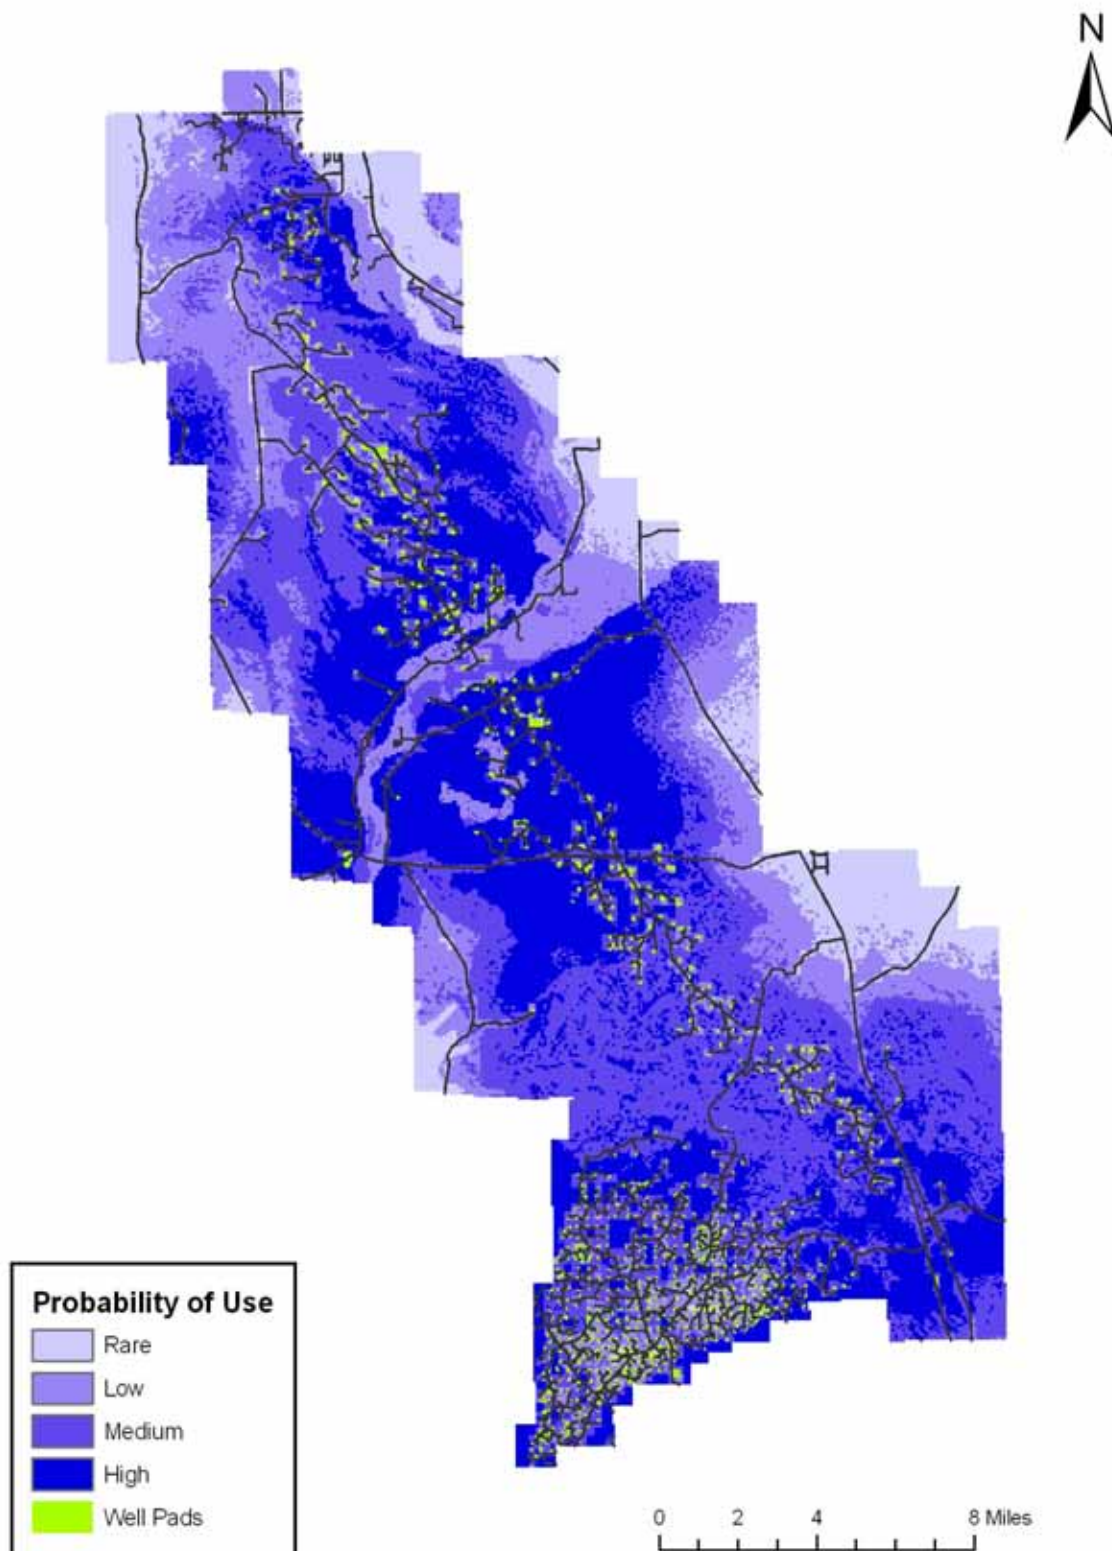 N
Probability of Use
Rare
Low
Medium
High
Well Pads
0 2 4 8 Miles